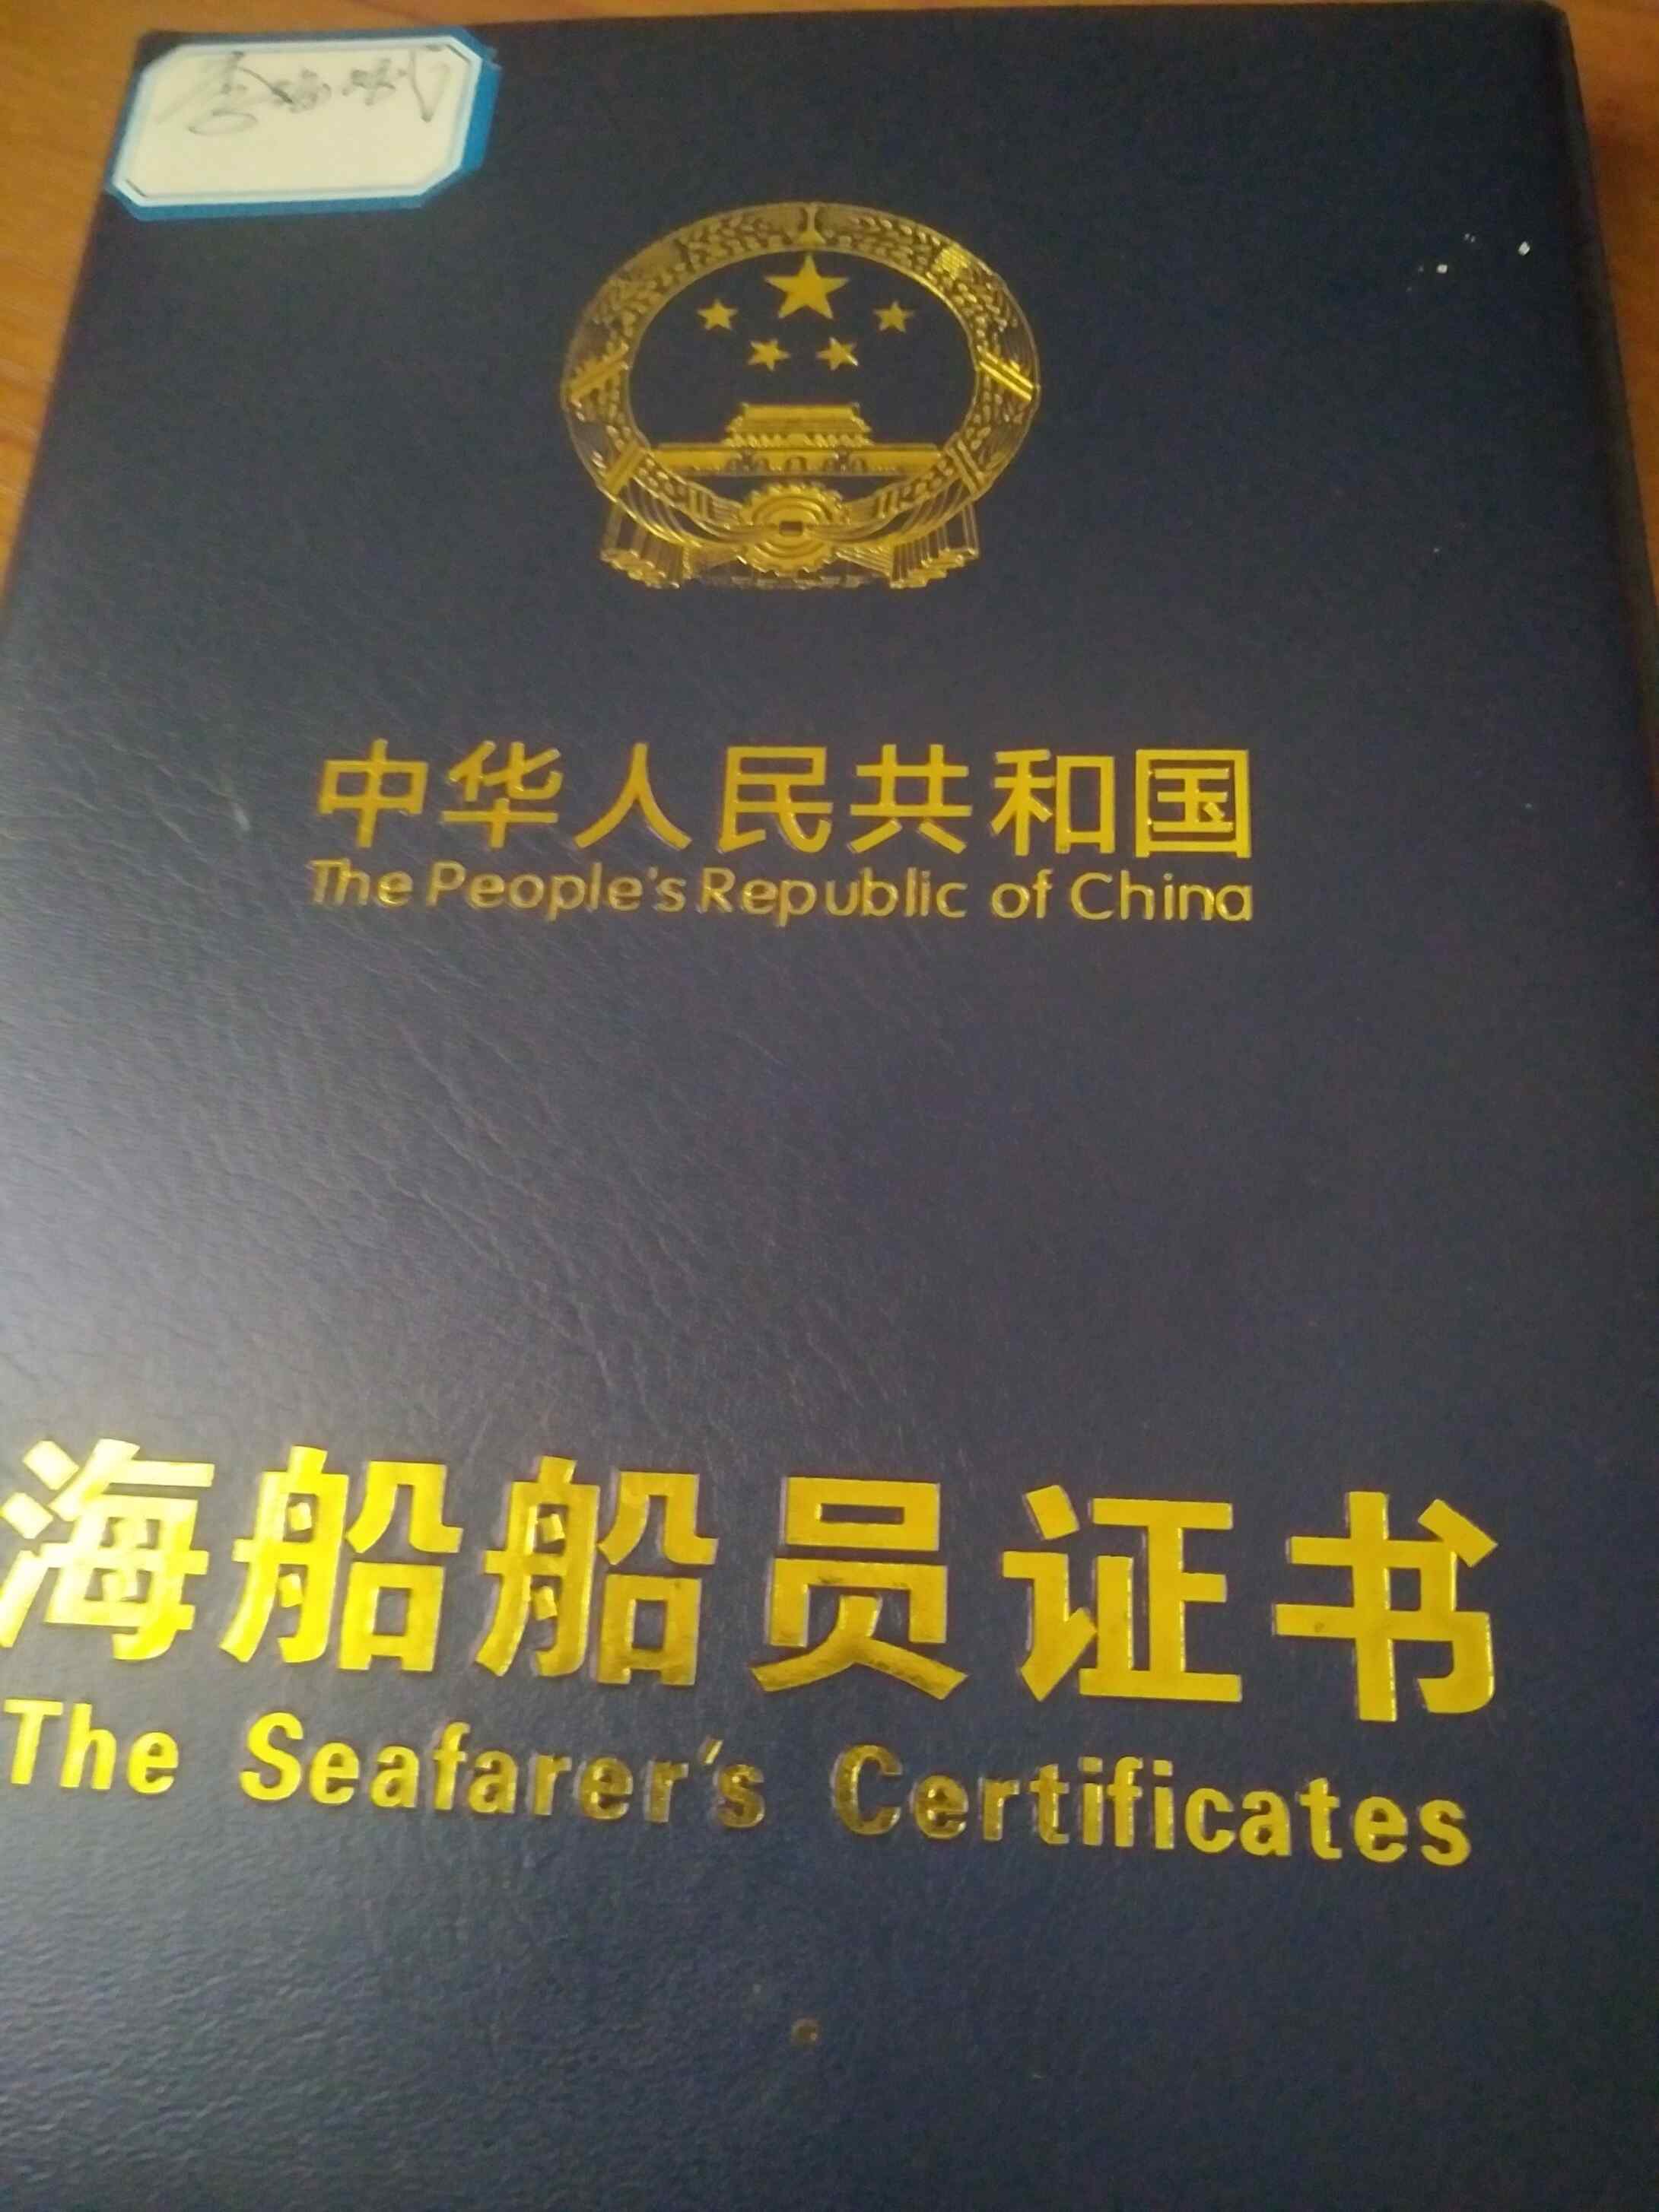 中华人民共和国
The People's Republic of China
海船船员证书
The Seafarer's Certificates